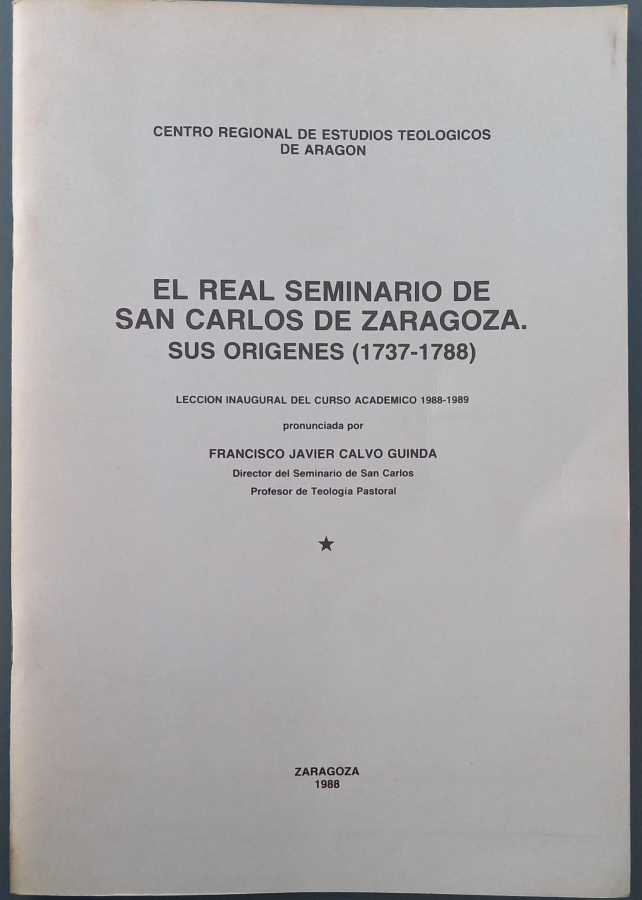 CENTRO REGIONAL DE ESTUDIOS TEOLOGICOS
DE ARAGON
EL REAL SEMINARIO DE
SAN CARLOS DE ZARAGOZA.
SUS ORIGENES (1737-1788)
LECCION INAUGURAL DEL CURSO ACADEMICO 1988-1989
pronunciada por
FRANCISCO JAVIER CALVO GUINDA
Director del Seminario de San Carlos
Profesor de Teología Pastoral
ZARAGOZA
1988